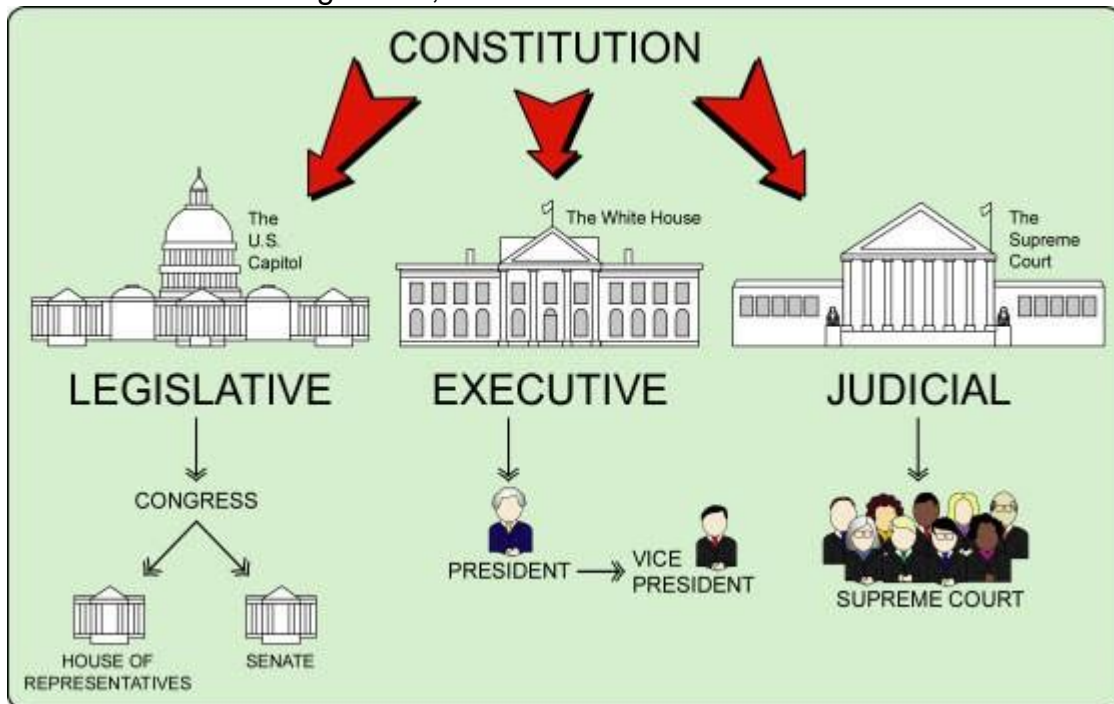 CONSTITUTION
The
U.S.
Capitol
The White House
The
Supreme
Court
LEGISLATIVE
EXECUTIVE
JUDICIAL
CONGRESS
HOUSE OF
REPRESENTATIVES
SENATE
PRESIDENT
VICE
PRESIDENT
SUPREME COURT